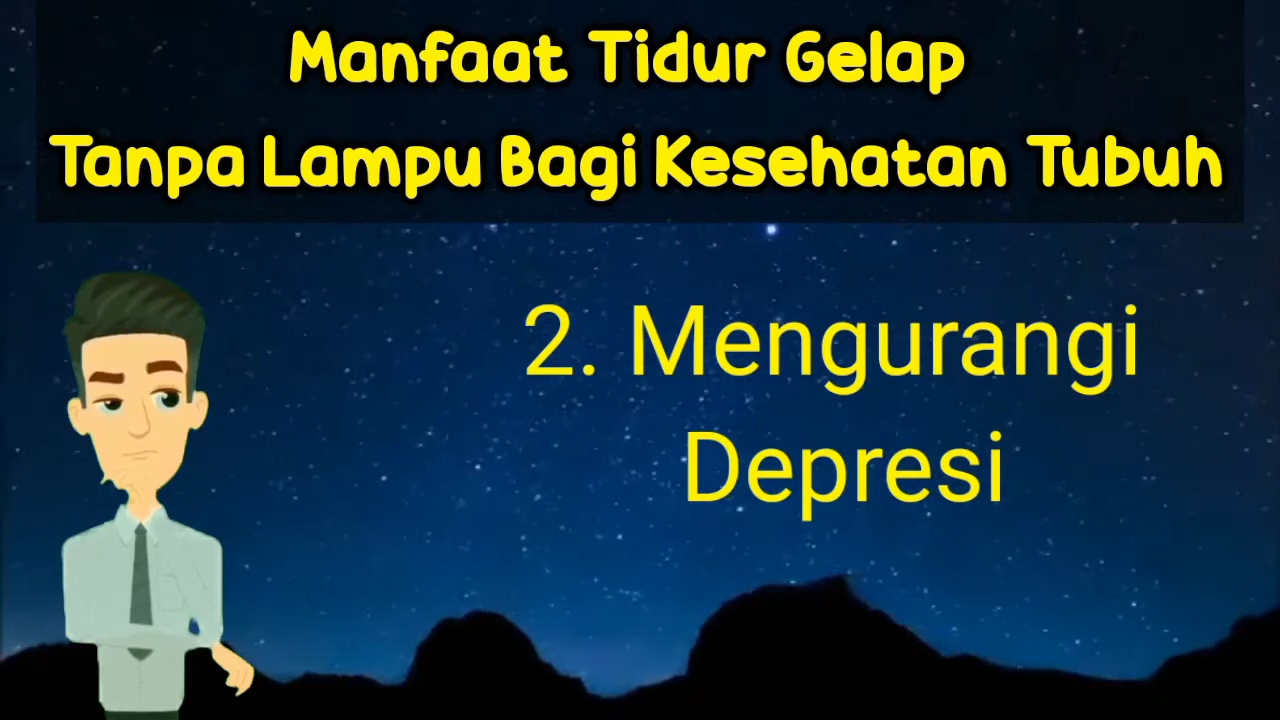 Manfaat Tidur Gelap
Tanpa Lampu Bagi Kesehatan Tubuh
2. Mengurangi
Depresi